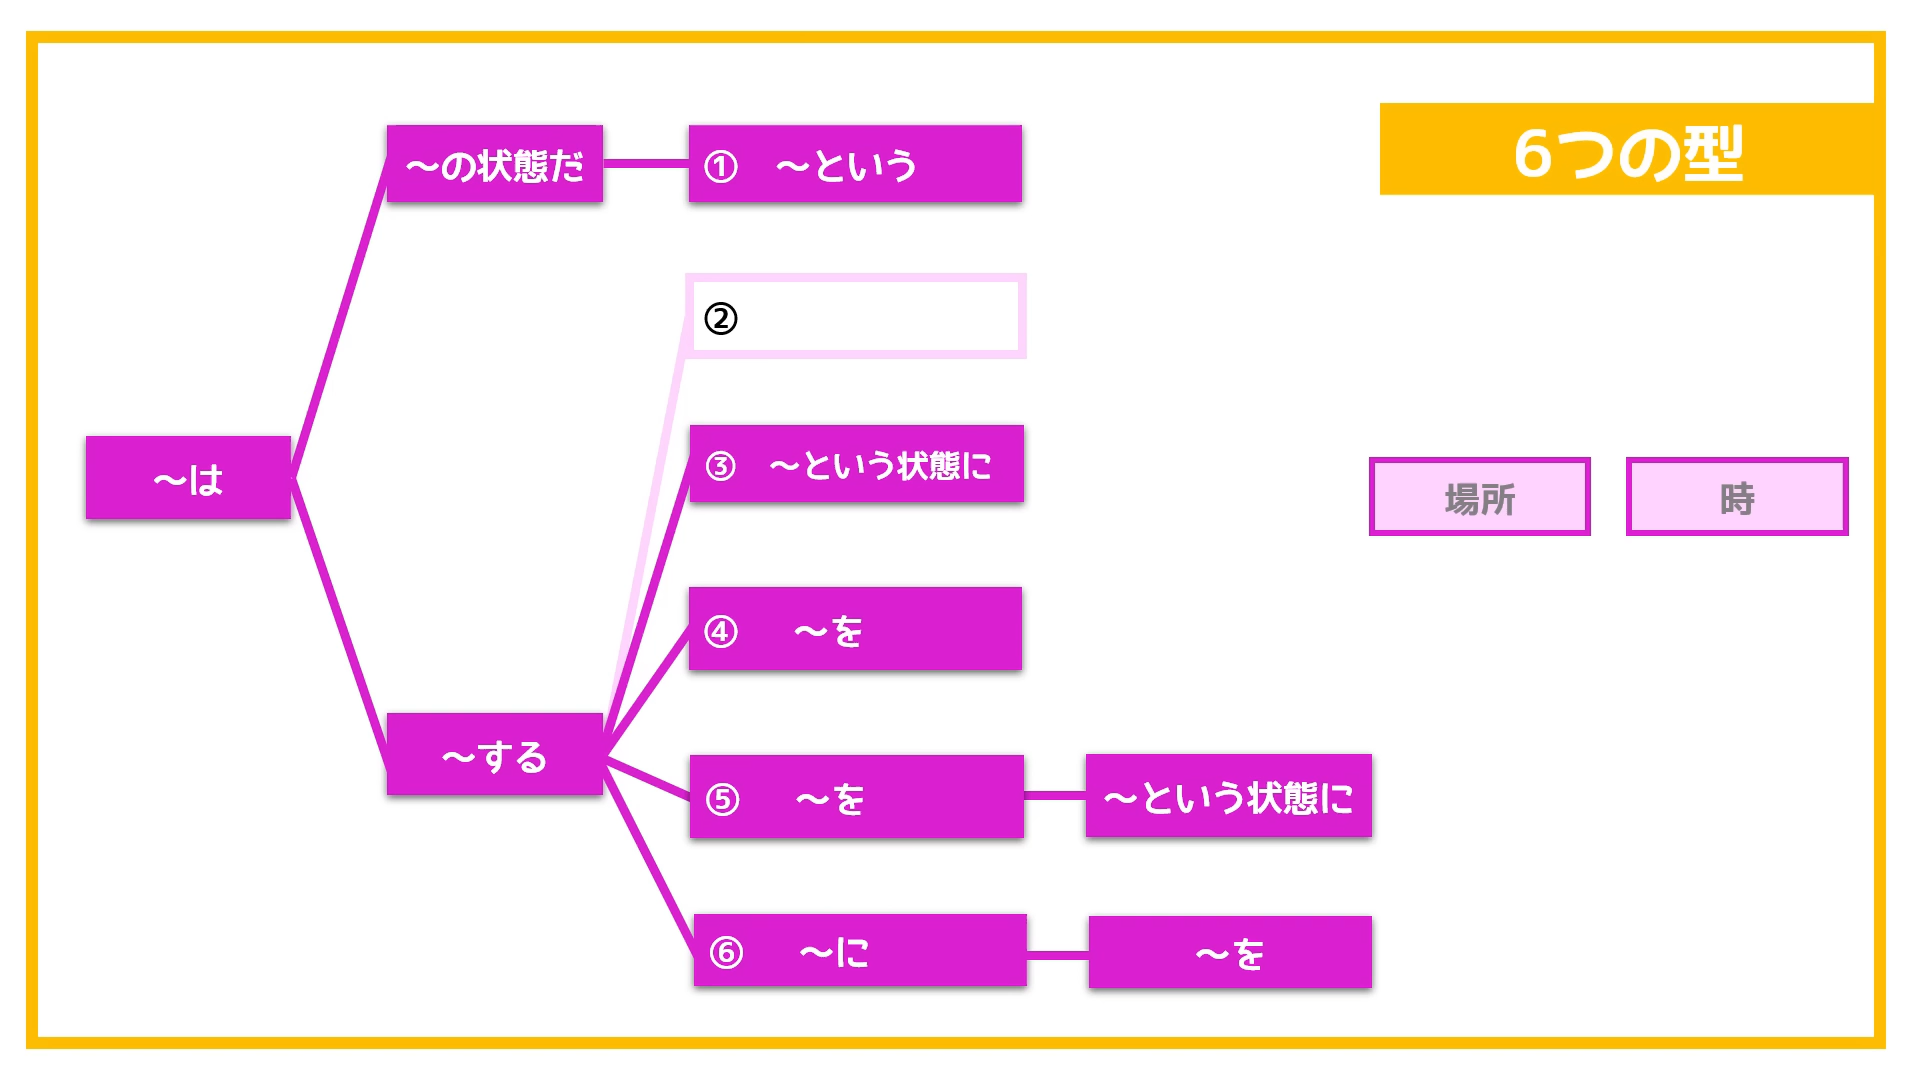 6つの型
～の状態だ
① ～という
②
～は
③ ～という状態に
場所
時
④ ～を
～する
⑤ ～を
～という状態に
⑥ ～に
～を